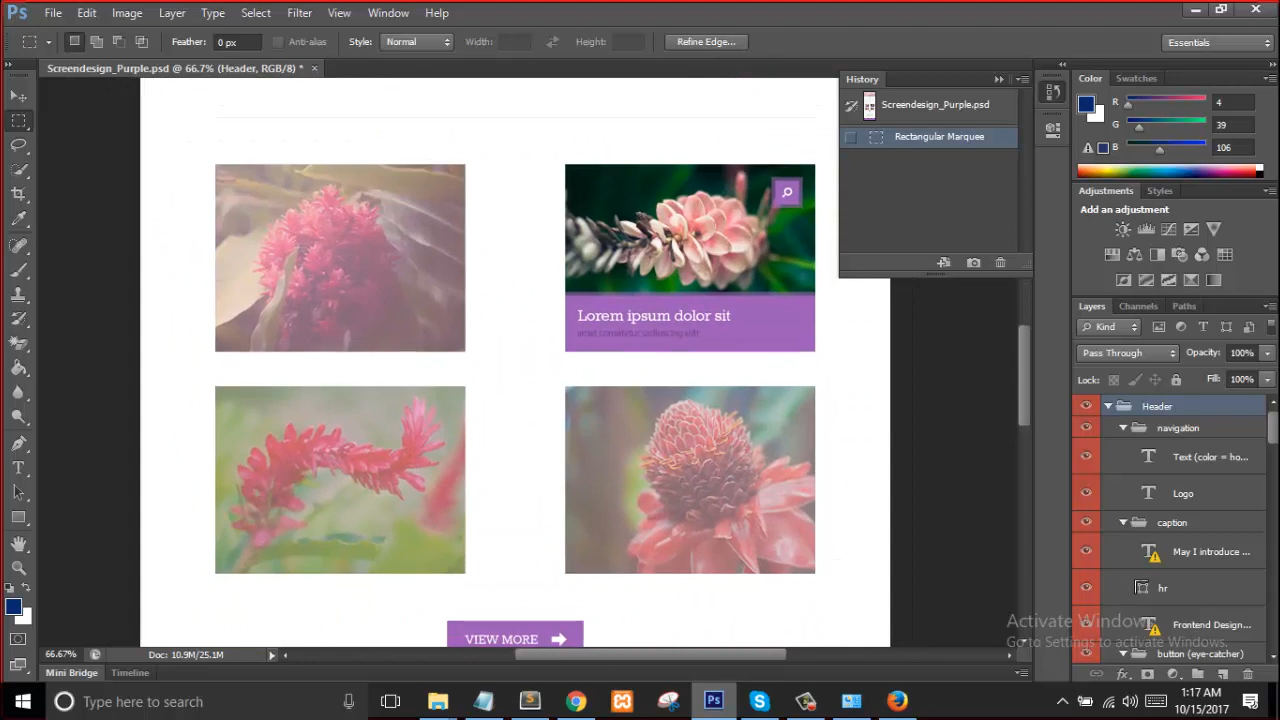 Ps File Edit Image Layer Type Select Filter 3D View Window Help
Feather: 0 px Anti-alias Style: Normal Width: Height: Refine Edge... Essentials
Screendesign_Purple.psd @ 66.7% (Header, RGB/8) * ×
History
Screendesign_Purple.psd
Rectangular Marquee
Color Swatches
R 4
G 39
B 106
Adjustments Styles
Add an adjustment
Layers Channels Paths
Kind
Pass Through Opacity: 100%
Lock: Fill: 100%
Header
navigation
Text (color = ho...
Logo
caption
May I introduce ...
hr
Frontend Design...
button (eye-catcher)
Lorem ipsum dolor sit
VIEW MORE
Activate Windows
Go to Settings to activate Windows.
66.67% Doc: 10.9M/25.1M
Mini Bridge Timeline
Type here to search
1:17 AM
10/15/2017